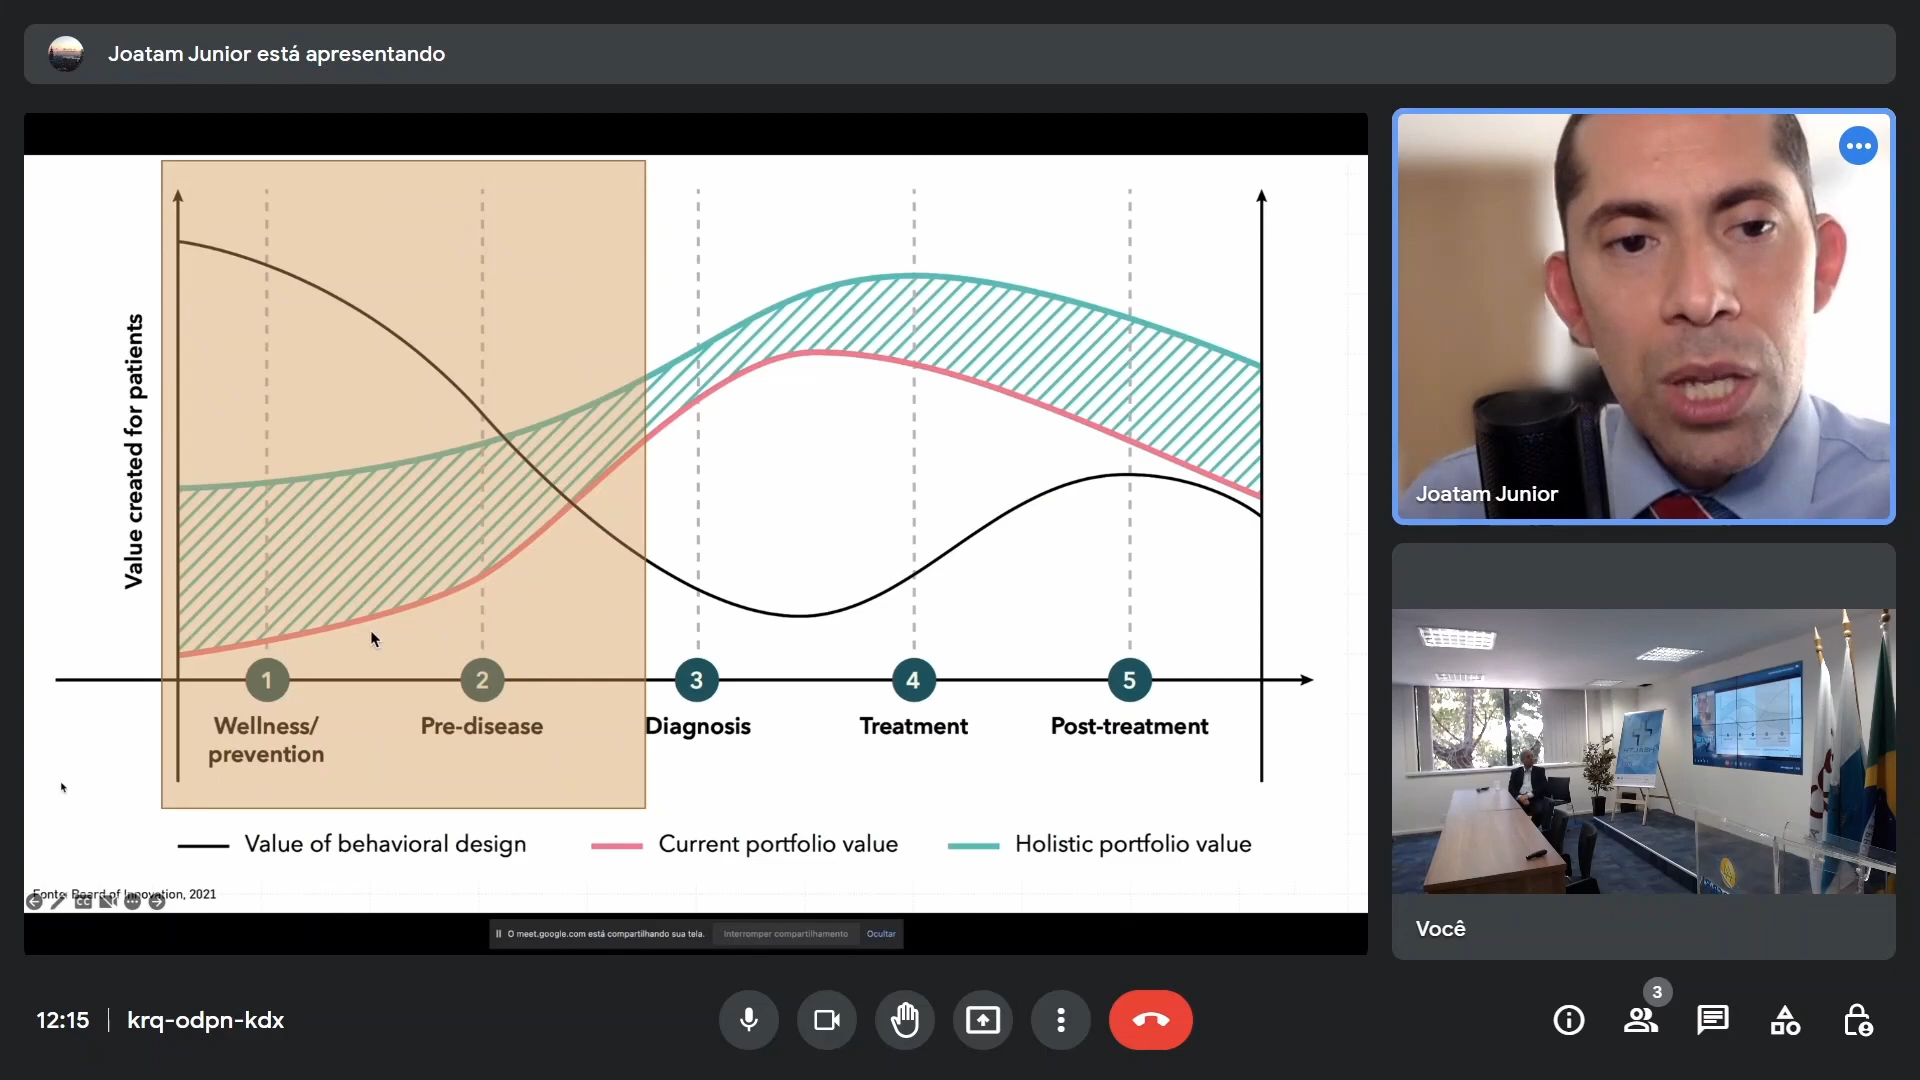 Joatam Junior está apresentando
Value created for patients
1
2
3
4
5
Wellness/
prevention
Pre-disease
Diagnosis
Treatment
Post-treatment
Value of behavioral design
Current portfolio value
Holistic portfolio value
Fonte: Board of Innovation, 2021
O meet.google.com está compartilhando sua tela.
Interromper compartilhamento
Ocultar
Joatam Junior
Você
12:15
krq-odpn-kdx
3